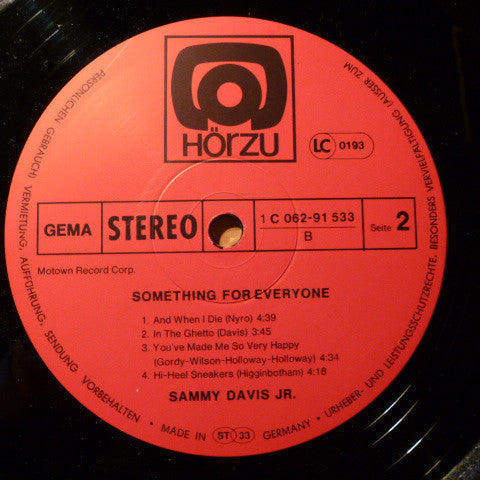 HÖRZU
LC 0193
GEMA STEREO 1 C 062-91 533 B Seite 2
Motown Record Corp.
SOMETHING FOR EVERYONE
1. And When I Die (Nyro) 4:39
2. In The Ghetto (Davis) 3:45
3. You've Made Me So Very Happy
(Gordy-Wilson-Holloway-Holloway) 4:34
4. Hi-Heel Sneakers (Higginbotham) 4:18
SAMMY DAVIS JR.
MADE IN ST 33 GERMANY • URHEBER- UND LEISTUNGSSCHUTZRECHTE, BESONDERS VERVIELFÄLTIGUNG (AUSSER ZUM PERSÖNLICHEN GEBRAUCH) VERMIETUNG, AUFFÜHRUNG, SENDUNG VORBEHALTEN •